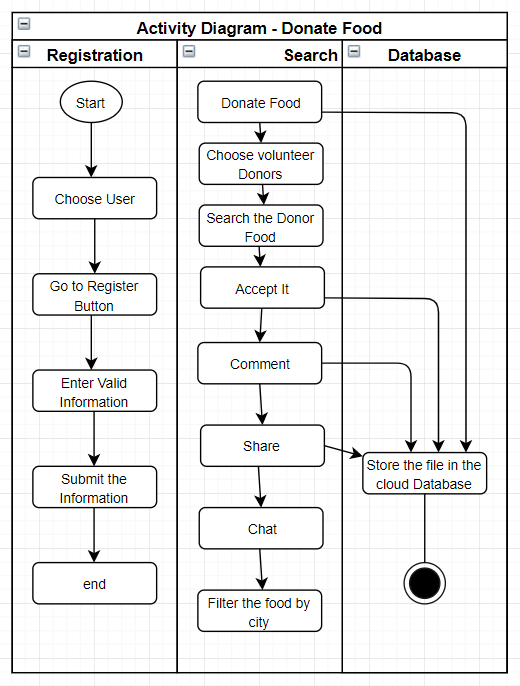 Activity Diagram - Donate Food
Registration
Search
Database
Start
Choose User
Go to Register
Button
Enter Valid
Information
Submit the
Information
end
Donate Food
Choose volunteer
Donors
Search the Donor
Food
Accept It
Comment
Share
Chat
Filter the food by
city
Store the file in the
cloud Database